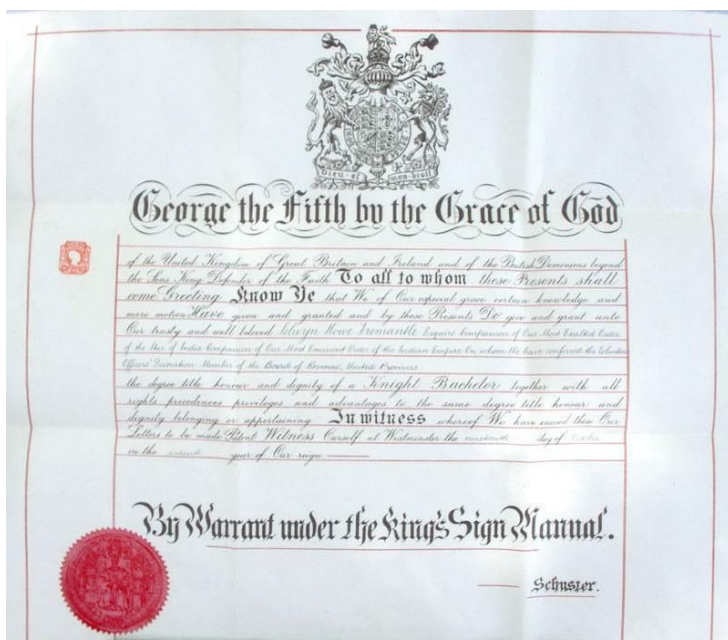 Dieu et mon droit
George the Fifth by the Grace of God
of the United Kingdom of Great Britain and Ireland and of the British Dominions beyond
the Seas King Defender of the Faith To all to whom these Presents shall
come Greeting Know Ye that We of Our especial grace certain knowledge and
mere motion Have given and granted and by these Presents Do give and grant unto
Our trusty and well beloved Selwyn Howe Fremantle Esquire Companion of Our Most Exalted Order
of the Star of India Companion of Our Most Eminent Order of the Indian Empire On whom We have conferred the Volunteer
Officers' Decoration Member of the Board of Revenue, United Provinces
the degree title honour and dignity of a Knight Bachelor together with all
rights precedences privileges and advantages to the same degree title honour and
dignity belonging or appertaining In witness whereof We have caused these Our
Letters to be made Patent Witness Ourself at Westminster the nineteenth day of October
in the year of Our reign.
By Warrant under the King's Sign Manual.
Schuster.